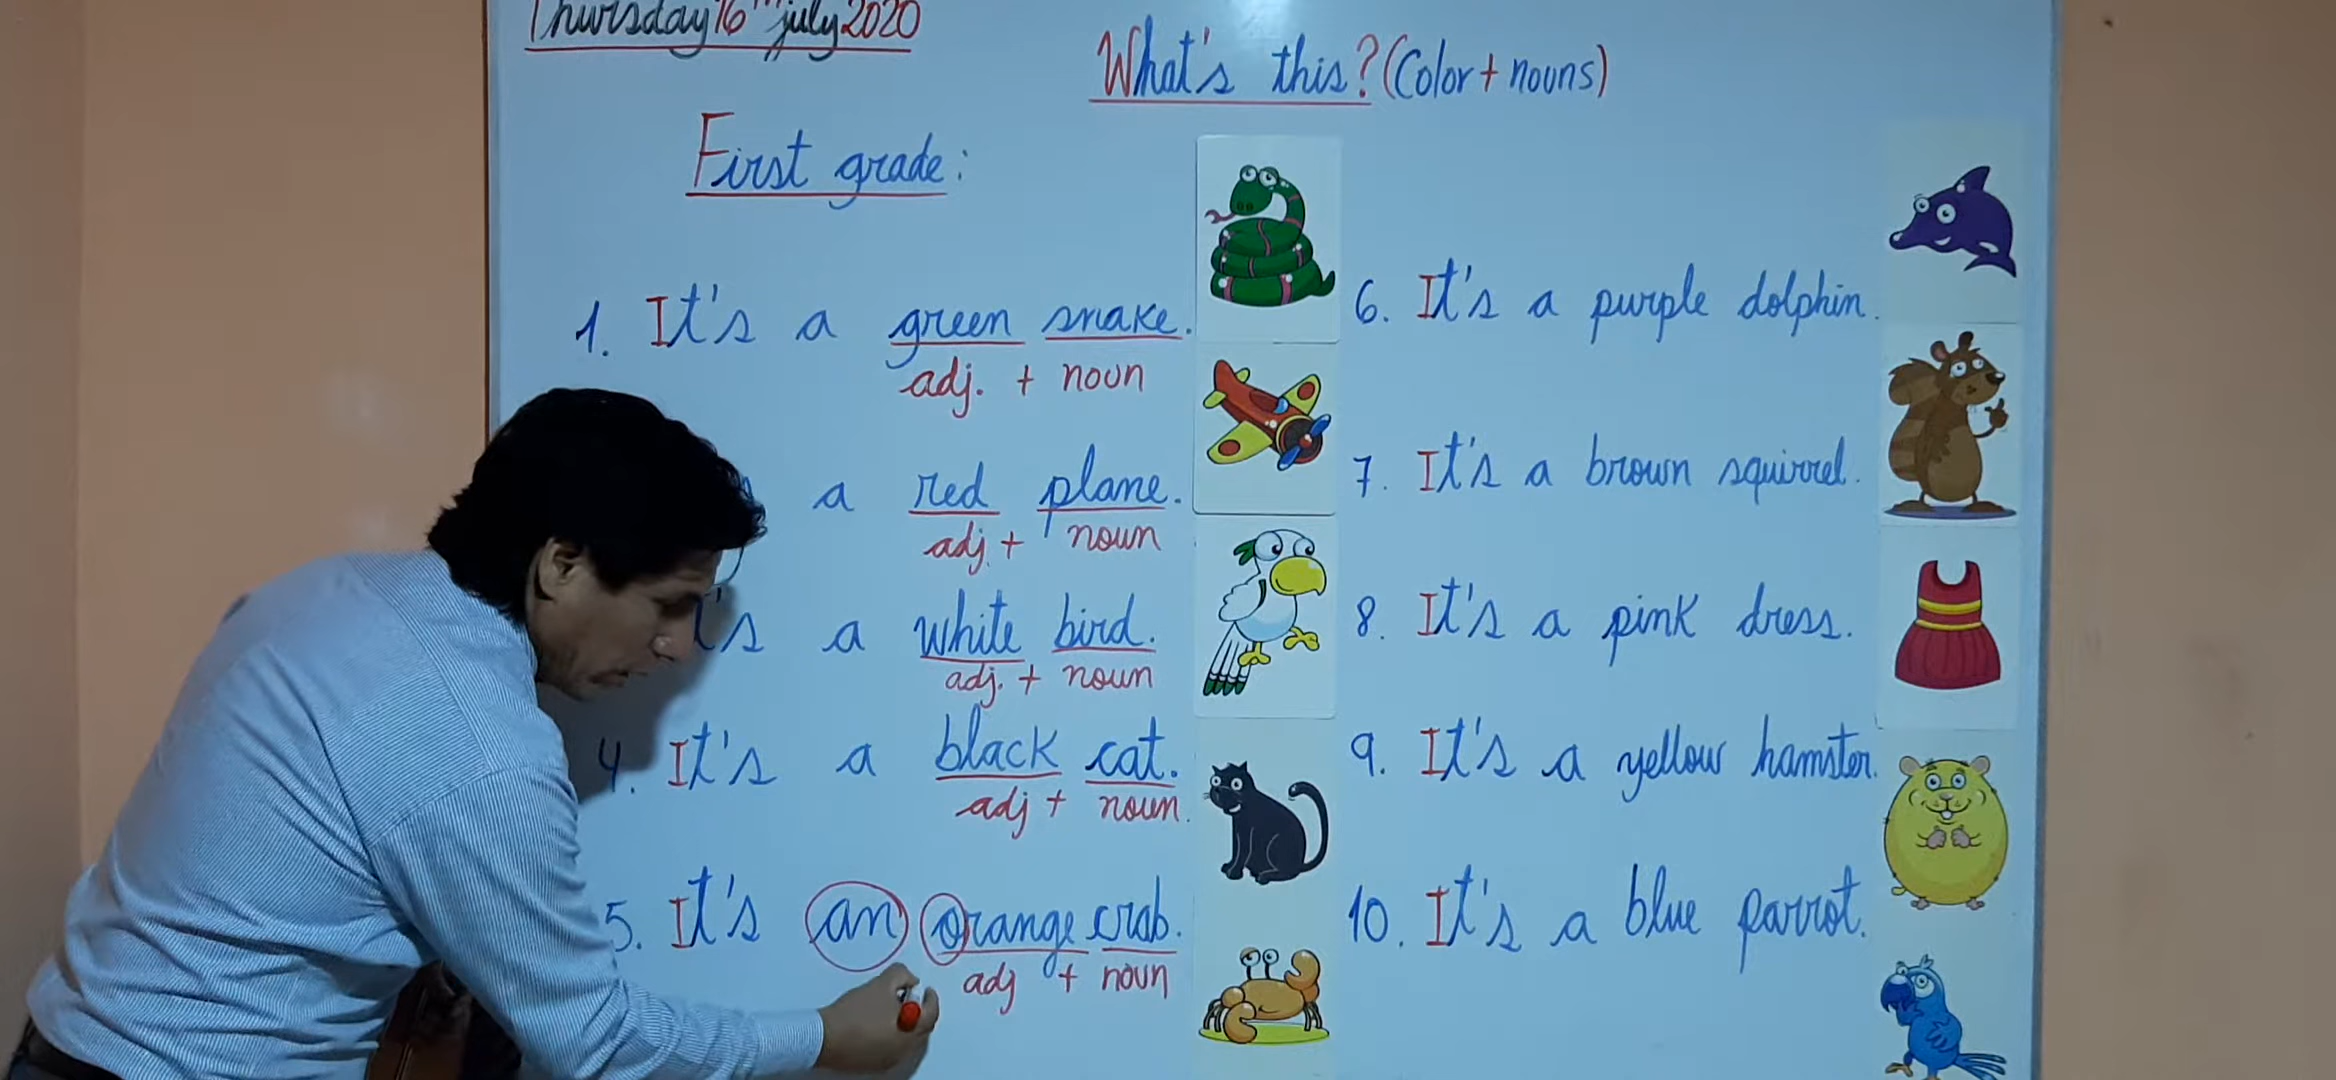 Thursday 16th july 2020
What's this? (Color + nouns)
First grade:
1. It's a green snake.
adj. + noun
a red plane.
adj. + noun
t's a white bird.
adj. + noun
4. It's a black cat.
adj + noun.
5. It's an orange crab.
adj + noun
6. It's a purple dolphin.
7. It's a brown squirrel.
8. It's a pink dress.
9. It's a yellow hamster.
10. It's a blue parrot.